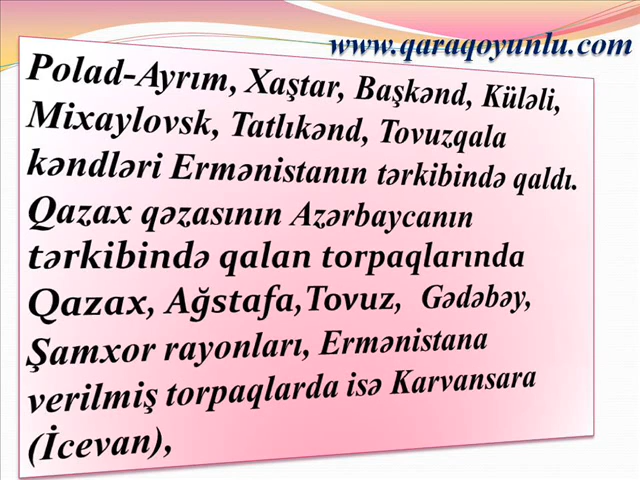 www.qaraqoyunlu.com
Polad-Ayrım, Xaştar, Başkənd, Küləli,
Mixaylovsk, Tatlıkənd, Tovuzqala
kəndləri Ermənistanın tərkibində qaldı.
Qazax qəzasının Azərbaycanın
tərkibində qalan torpaqlarında
Qazax, Ağstafa,Tovuz, Gədəbəy,
Şamxor rayonları, Ermənistana
verilmiş torpaqlarda isə Karvansara
(İcevan),